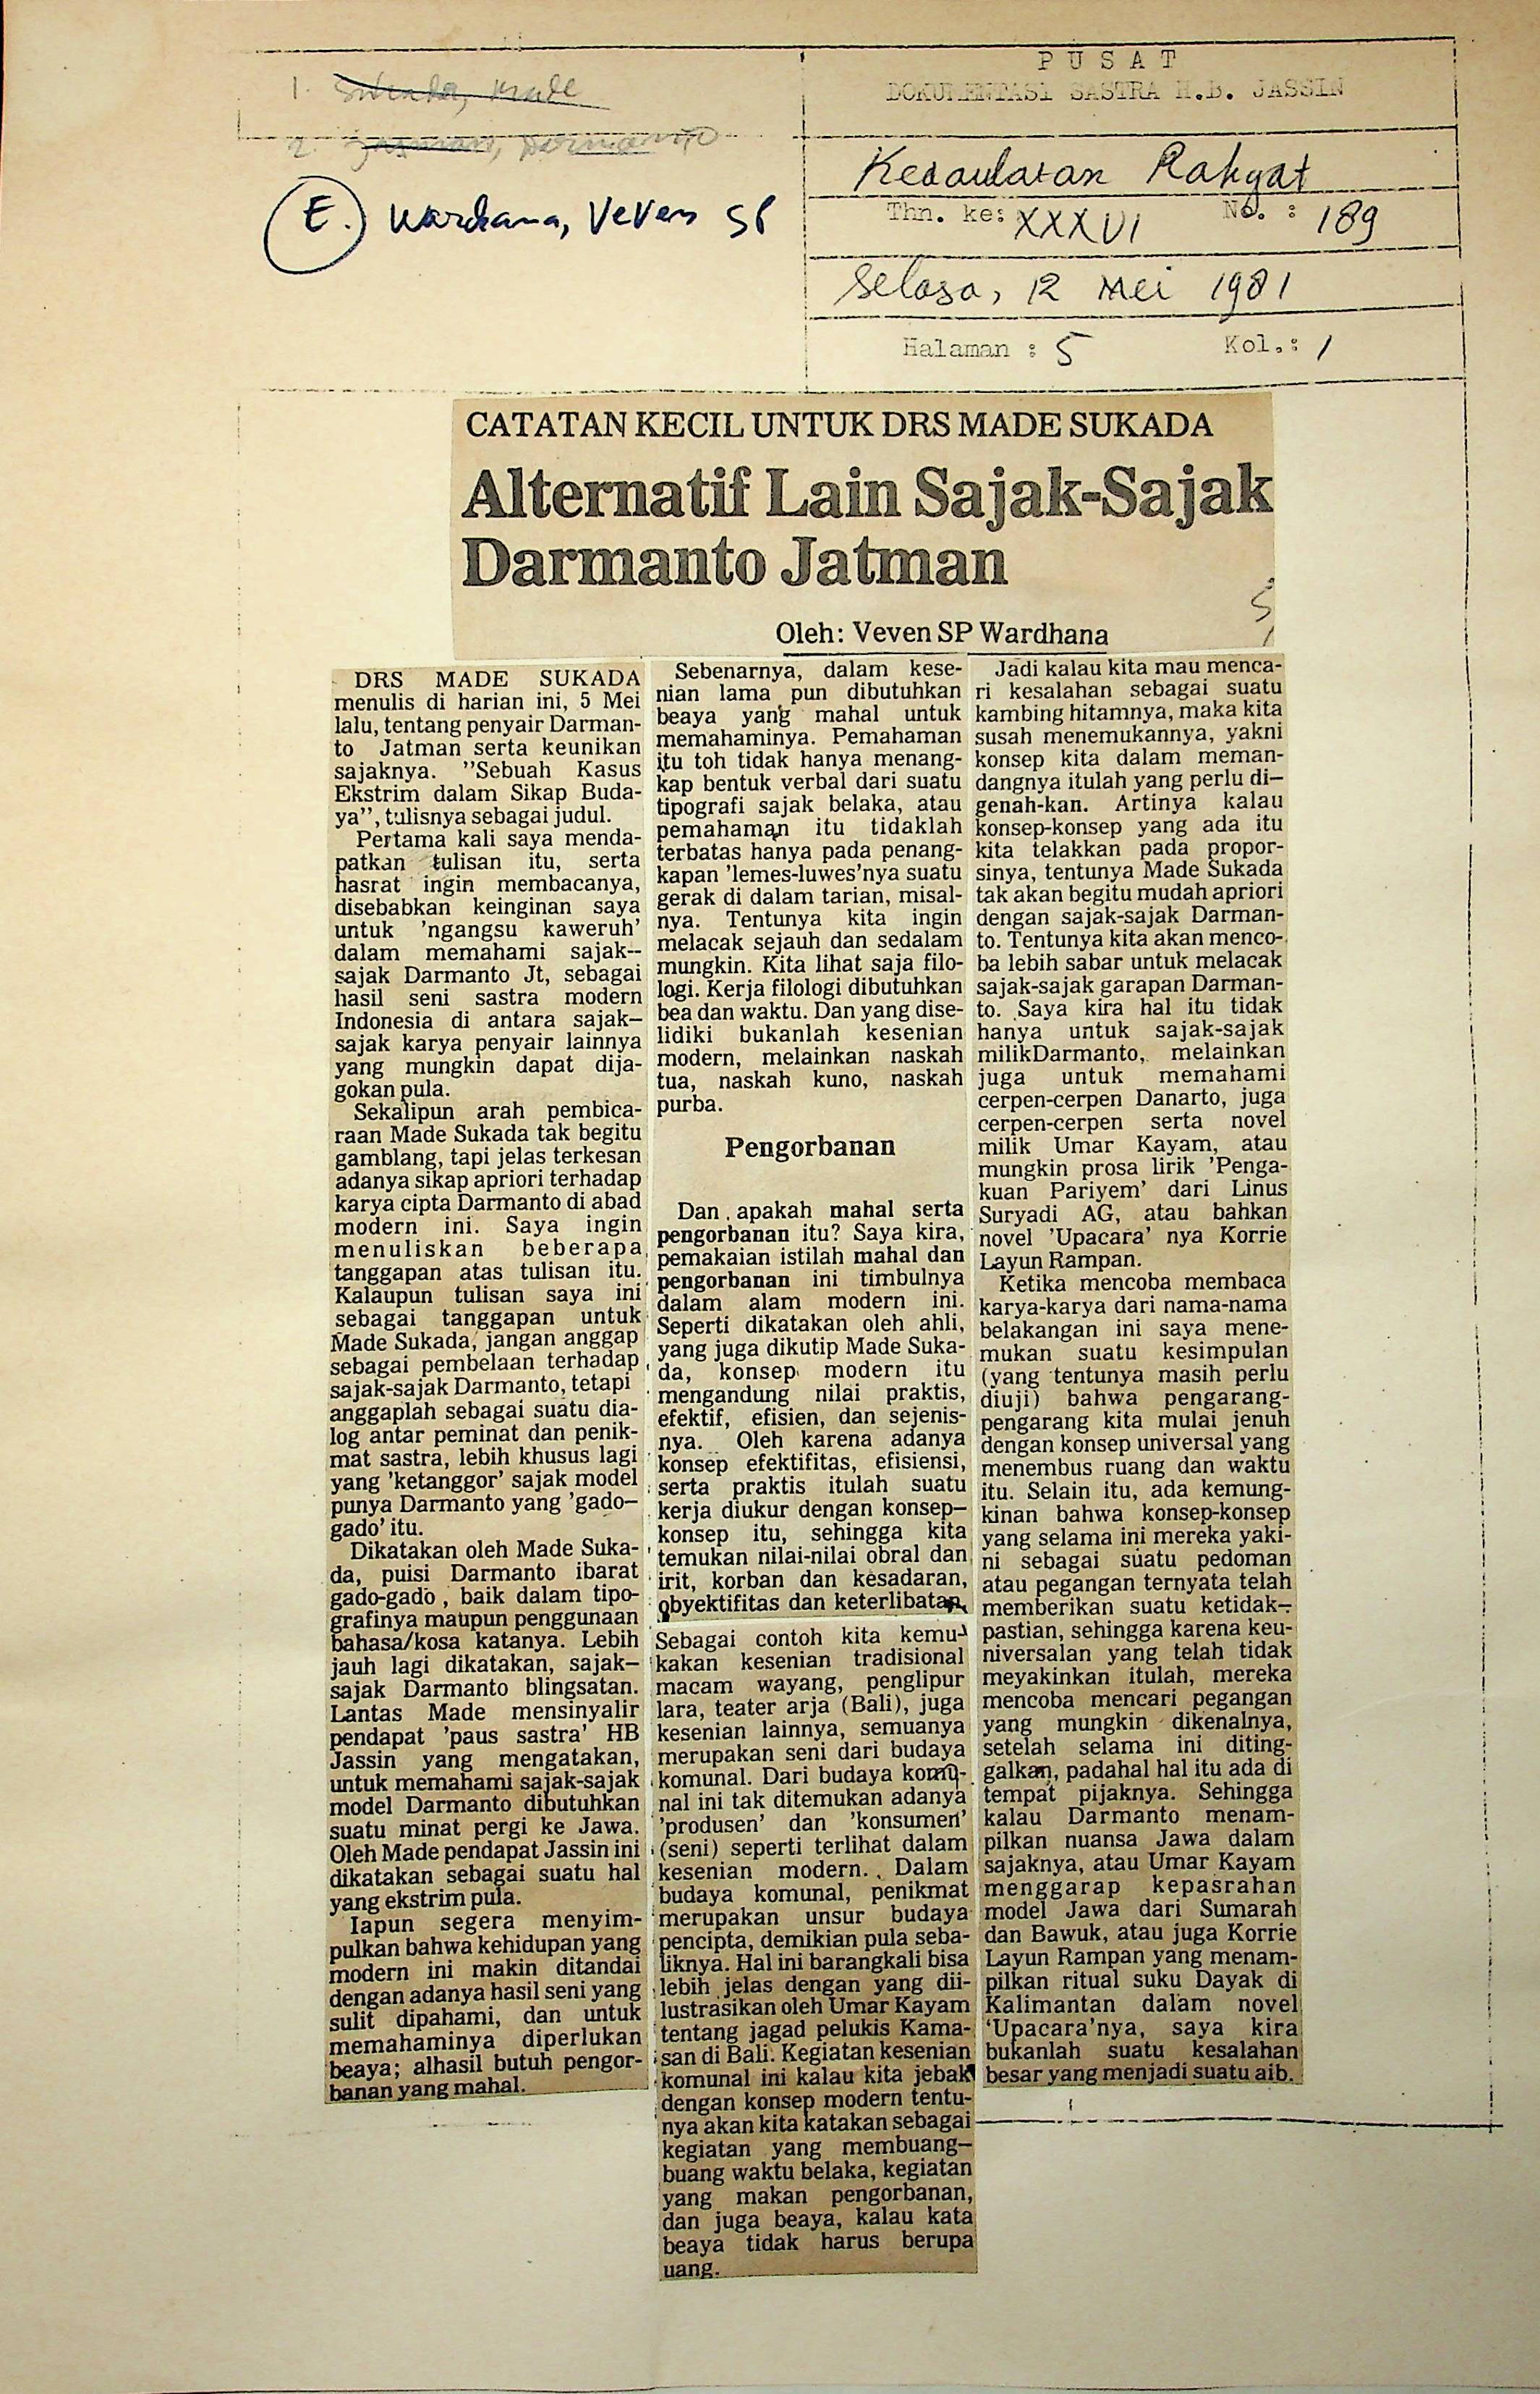 1. Sukada, Made
2. Jatman, Darmanto
E. Wardhana, Veven SP
PUSAT
DOKUMENTASI SASTRA H.B. JASSIN
Kedaulatan Rakyat
Thn. ke: XXXVI No. : 189
Selasa, 12 Mei 1981
Halaman : 5 Kol.: 1
CATATAN KECIL UNTUK DRS MADE SUKADA
Alternatif Lain Sajak-Sajak
Darmanto Jatman
Oleh: Veven SP Wardhana
DRS MADE SUKADA
menulis di harian ini, 5 Mei
lalu, tentang penyair Darman-
to Jatman serta keunikan
sajaknya. ”Sebuah Kasus
Ekstrim dalam Sikap Buda-
ya”, tulisnya sebagai judul.
Pertama kali saya menda-
patkan tulisan itu, serta
hasrat ingin membacanya,
disebabkan keinginan saya
untuk 'ngangsu kaweruh'
dalam memahami sajak--
sajak Darmanto Jt, sebagai
hasil seni sastra modern
Indonesia di antara sajak—
sajak karya penyair lainnya
yang mungkin dapat dija-
gokan pula.
Sekalipun arah pembica-
raan Made Sukada tak begitu
gamblang, tapi jelas terkesan
adanya sikap apriori terhadap
karya cipta Darmanto di abad
modern ini. Saya ingin
menuliskan beberapa
tanggapan atas tulisan itu.
Kalaupun tulisan saya ini
sebagai tanggapan untuk
Made Sukada, jangan anggap
sebagai pembelaan terhadap
sajak-sajak Darmanto, tetapi
anggaplah sebagai suatu dia-
log antar peminat dan penik-
mat sastra, lebih khusus lagi
yang 'ketanggor' sajak model
punya Darmanto yang 'gado—
gado' itu.
Dikatakan oleh Made Suka-
da, puisi Darmanto ibarat
gado-gado , baik dalam tipo-
grafinya maupun penggunaan
bahasa/kosa katanya. Lebih
jauh lagi dikatakan, sajak—
sajak Darmanto blingsatan.
Lantas Made mensinyalir
pendapat 'paus sastra' HB
Jassin yang mengatakan,
untuk memahami sajak-sajak
model Darmanto dibutuhkan
suatu minat pergi ke Jawa.
Oleh Made pendapat Jassin ini
dikatakan sebagai suatu hal
yang ekstrim pula.
Iapun segera menyim-
pulkan bahwa kehidupan yang
modern ini makin ditandai
dengan adanya hasil seni yang
sulit dipahami, dan untuk
memahaminya diperlukan
beaya; alhasil butuh pengor-
banan yang mahal.
Sebenarnya, dalam kese-
nian lama pun dibutuhkan
beaya yang mahal untuk
memahaminya. Pemahaman
itu toh tidak hanya menang-
kap bentuk verbal dari suatu
tipografi sajak belaka, atau
pemahaman itu tidaklah
terbatas hanya pada penang-
kapan 'lemes-luwes'nya suatu
gerak di dalam tarian, misal-
nya. Tentunya kita ingin
melacak sejauh dan sedalam
mungkin. Kita lihat saja filo-
logi. Kerja filologi dibutuhkan
bea dan waktu. Dan yang dise-
lidiki bukanlah kesenian
modern, melainkan naskah
tua, naskah kuno, naskah
purba.
Pengorbanan
Dan apakah mahal serta
pengorbanan itu? Saya kira,
pemakaian istilah mahal dan
pengorbanan ini timbulnya
dalam alam modern ini.
Seperti dikatakan oleh ahli,
yang juga dikutip Made Suka-
da, konsep modern itu
mengandung nilai praktis,
efektif, efisien, dan sejenis-
nya. Oleh karena adanya
konsep efektifitas, efisiensi,
serta praktis itulah suatu
kerja diukur dengan konsep—
konsep itu, sehingga kita
temukan nilai-nilai obral dan
irit, korban dan kesadaran,
obyektifitas dan keterlibatan.
Sebagai contoh kita kemu-
kakan kesenian tradisional
macam wayang, penglipur
lara, teater arja (Bali), juga
kesenian lainnya, semuanya
merupakan seni dari budaya
komunal. Dari budaya komu-
nal ini tak ditemukan adanya
'produsen' dan 'konsumen'
(seni) seperti terlihat dalam
kesenian modern. Dalam
budaya komunal, penikmat
merupakan unsur budaya
pencipta, demikian pula seba-
liknya. Hal ini barangkali bisa
lebih jelas dengan yang dii-
lustrasikan oleh Umar Kayam
tentang jagad pelukis Kama-
san di Bali. Kegiatan kesenian
komunal ini kalau kita jebak
dengan konsep modern tentu-
nya akan kita katakan sebagai
kegiatan yang membuang—
buang waktu belaka, kegiatan
yang makan pengorbanan,
dan juga beaya, kalau kata
beaya tidak harus berupa
uang.
Jadi kalau kita mau menca-
ri kesalahan sebagai suatu
kambing hitamnya, maka kita
susah menemukannya, yakni
konsep kita dalam meman-
dangnya itulah yang perlu di—
genah-kan. Artinya kalau
konsep-konsep yang ada itu
kita telakkan pada propor-
sinya, tentunya Made Sukada
tak akan begitu mudah apriori
dengan sajak-sajak Darman-
to. Tentunya kita akan menco-
ba lebih sabar untuk melacak
sajak-sajak garapan Darman-
to. Saya kira hal itu tidak
hanya untuk sajak-sajak
milikDarmanto, melainkan
juga untuk memahami
cerpen-cerpen Danarto, juga
cerpen-cerpen serta novel
milik Umar Kayam, atau
mungkin prosa lirik 'Penga-
kuan Pariyem' dari Linus
Suryadi AG, atau bahkan
novel 'Upacara' nya Korrie
Layun Rampan.
Ketika mencoba membaca
karya-karya dari nama-nama
belakangan ini saya mene-
mukan suatu kesimpulan
(yang tentunya masih perlu
diuji) bahwa pengarang-
pengarang kita mulai jenuh
dengan konsep universal yang
menembus ruang dan waktu
itu. Selain itu, ada kemung-
kinan bahwa konsep-konsep
yang selama ini mereka yaki-
ni sebagai suatu pedoman
atau pegangan ternyata telah
memberikan suatu ketidak—
pastian, sehingga karena keu-
niversalan yang telah tidak
meyakinkan itulah, mereka
mencoba mencari pegangan
yang mungkin dikenalnya,
setelah selama ini diting-
galkan, padahal hal itu ada di
tempat pijaknya. Sehingga
kalau Darmanto menam-
pilkan nuansa Jawa dalam
sajaknya, atau Umar Kayam
menggarap kepasrahan
model Jawa dari Sumarah
dan Bawuk, atau juga Korrie
Layun Rampan yang menam-
pilkan ritual suku Dayak di
Kalimantan dalam novel
'Upacara'nya, saya kira
bukanlah suatu kesalahan
besar yang menjadi suatu aib.